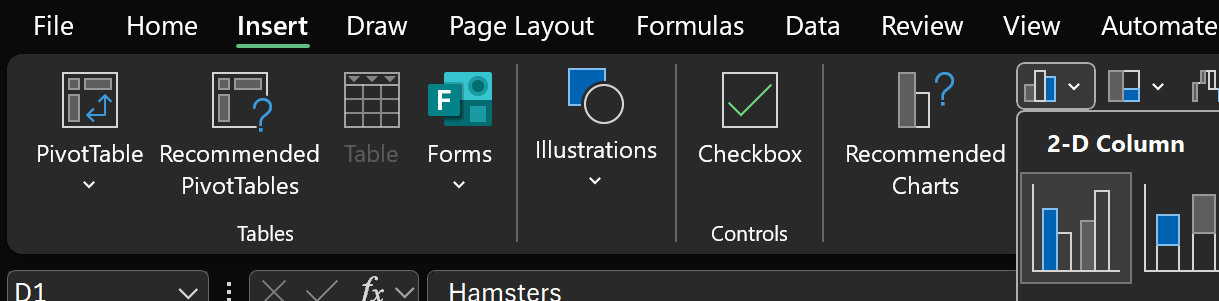 File Home Insert Draw Page Layout Formulas Data Review View Automate
PivotTable Recommended PivotTables Table Forms Illustrations Checkbox Recommended Charts
F
?
?
2-D Column
Tables Controls
D1 fx Hamsters